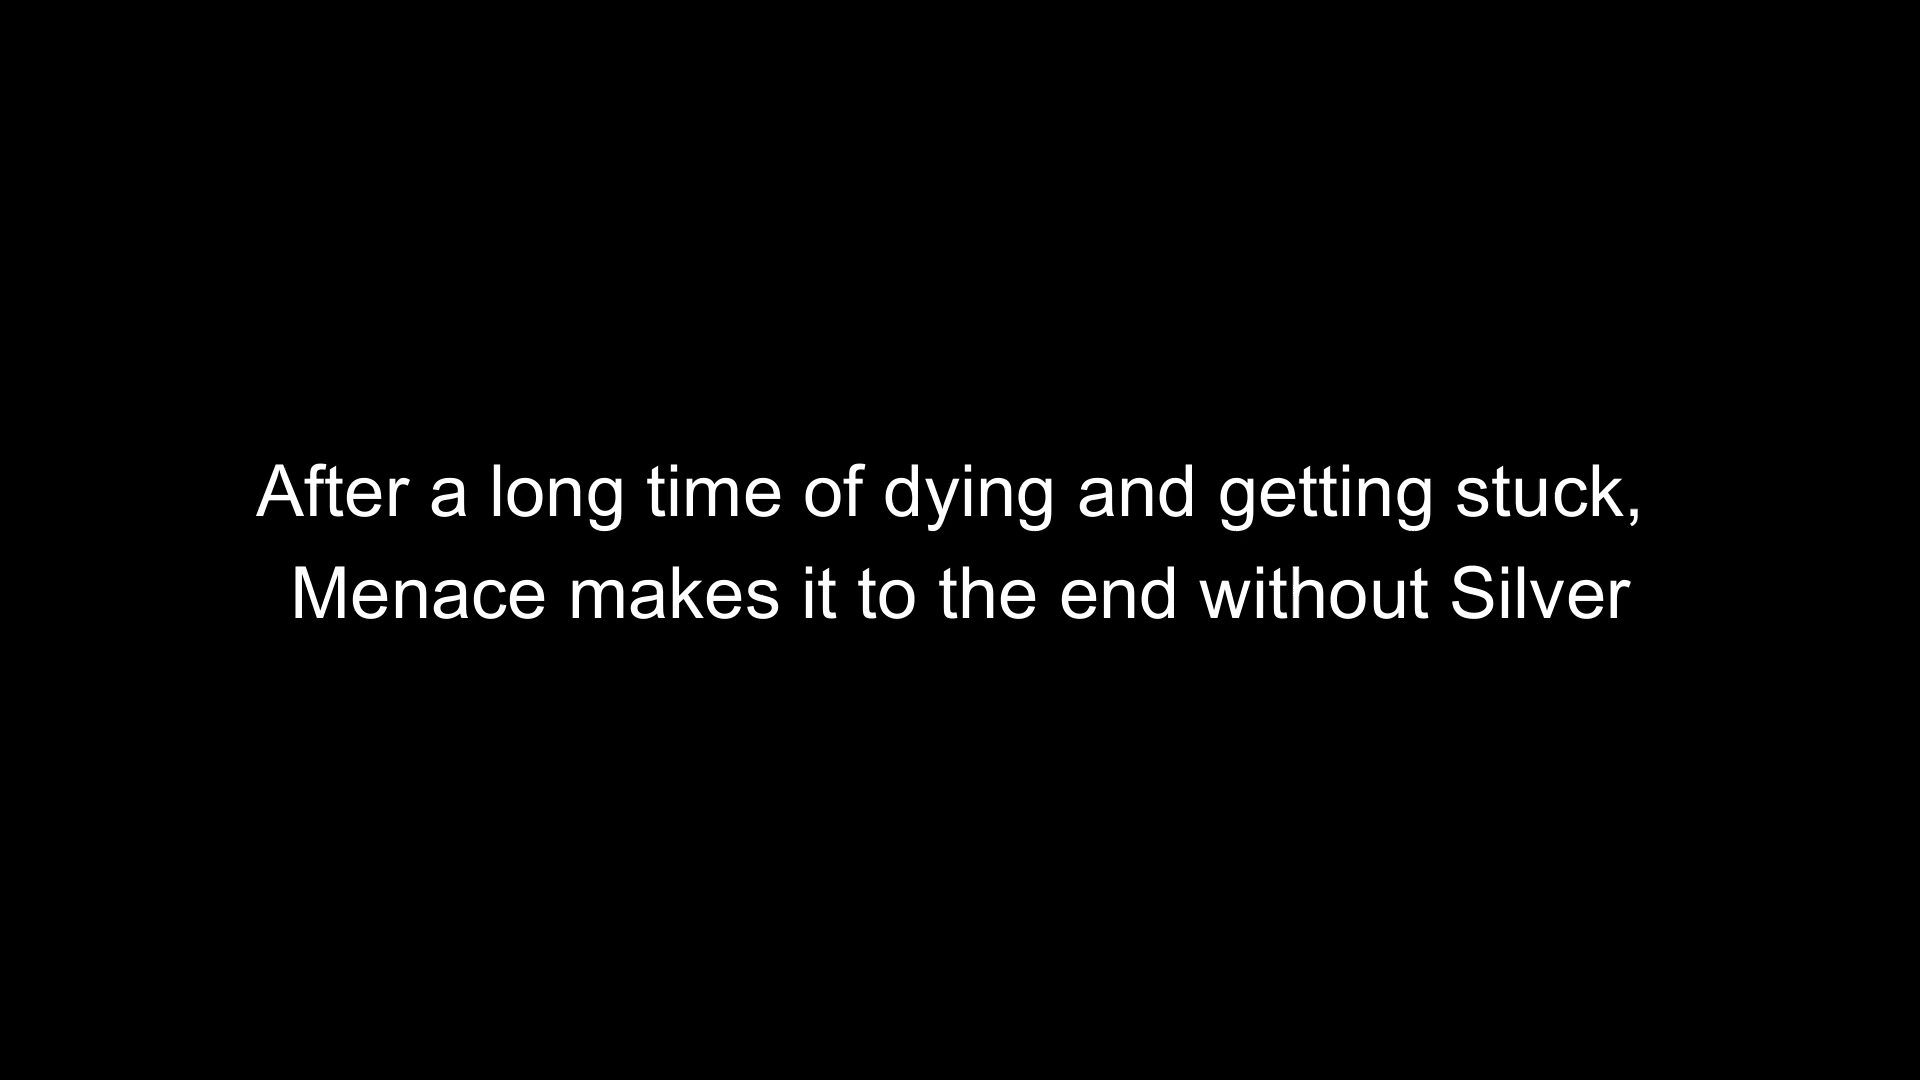 After a long time of dying and getting stuck,
Menace makes it to the end without Silver